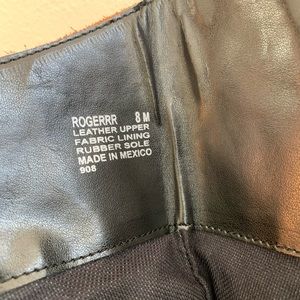 ROGERRR 8 M
LEATHER UPPER
FABRIC LINING
RUBBER SOLE
MADE IN MEXICO
908